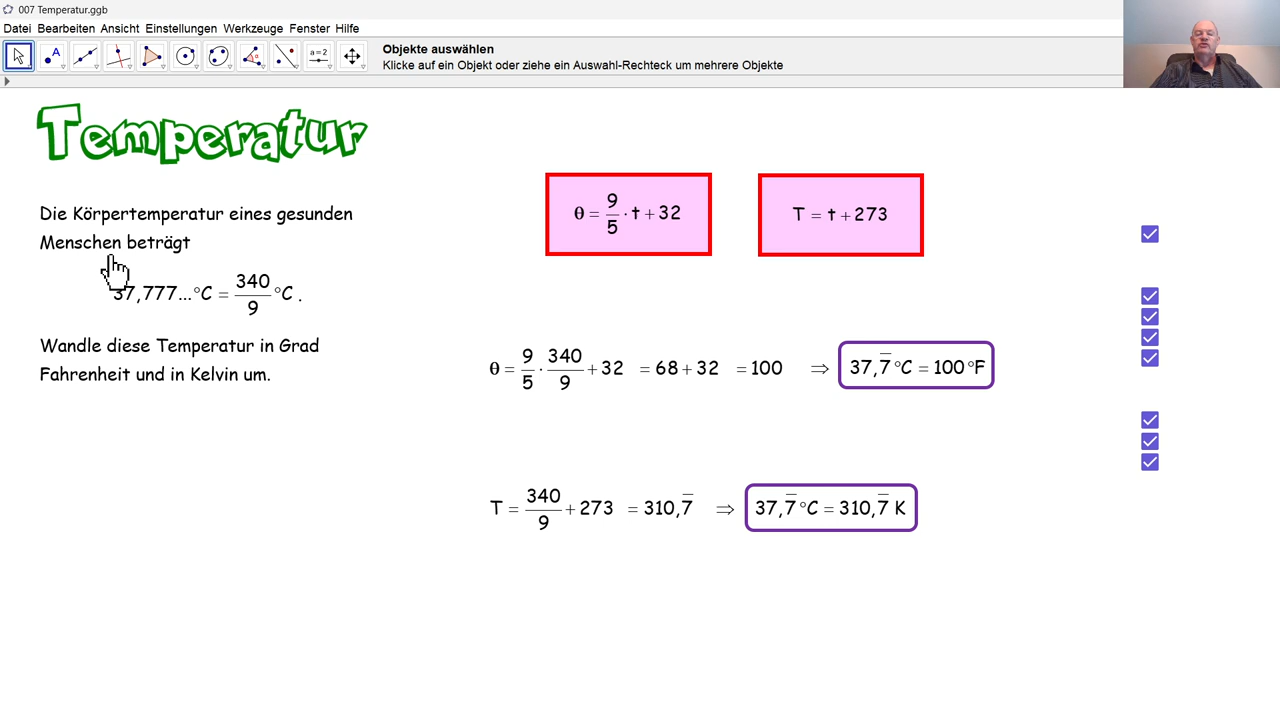 007 Temperatur.ggb
Datei Bearbeiten Ansicht Einstellungen Werkzeuge Fenster Hilfe
A
a=2
Objekte auswählen
Klicke auf ein Objekt oder ziehe ein Auswahl-Rechteck um mehrere Objekte
Temperatur
Die Körpertemperatur eines gesunden
Menschen beträgt
37,777...°C = 340/9 °C .
Wandle diese Temperatur in Grad
Fahrenheit und in Kelvin um.
θ = 9/5 · t + 32
T = t + 273
θ = 9/5 · 340/9 + 32 = 68 + 32 = 100 ⇒ 37,7̅ °C = 100 °F
T = 340/9 + 273 = 310,7̅ ⇒ 37,7̅ °C = 310,7̅ K